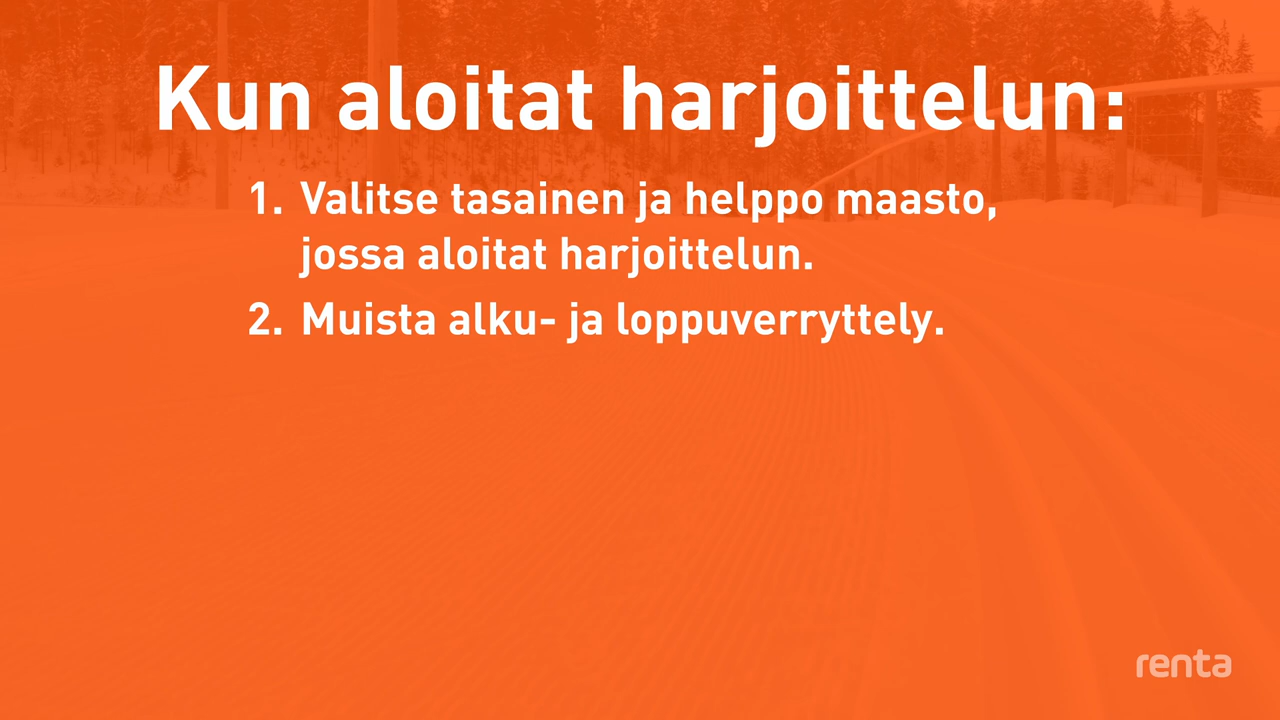 Kun aloitat harjoittelun:
1. Valitse tasainen ja helppo maasto,
jossa aloitat harjoittelun.
2. Muista alku- ja loppuverryttely.
renta